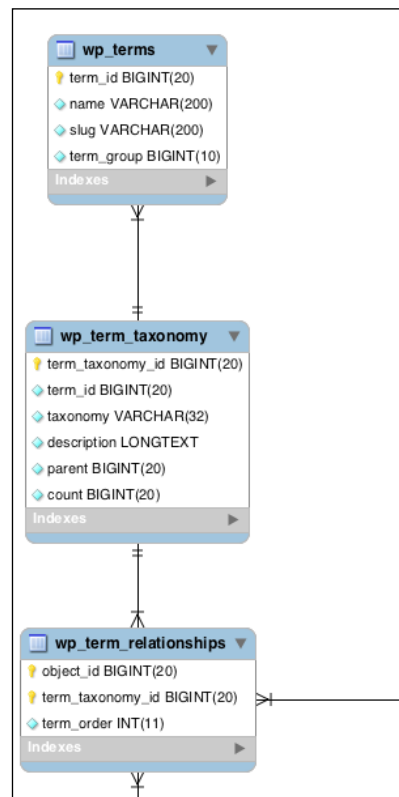 wp_terms
term_id BIGINT(20)
name VARCHAR(200)
slug VARCHAR(200)
term_group BIGINT(10)
Indexes
wp_term_taxonomy
term_taxonomy_id BIGINT(20)
term_id BIGINT(20)
taxonomy VARCHAR(32)
description LONGTEXT
parent BIGINT(20)
count BIGINT(20)
Indexes
wp_term_relationships
object_id BIGINT(20)
term_taxonomy_id BIGINT(20)
term_order INT(11)
Indexes